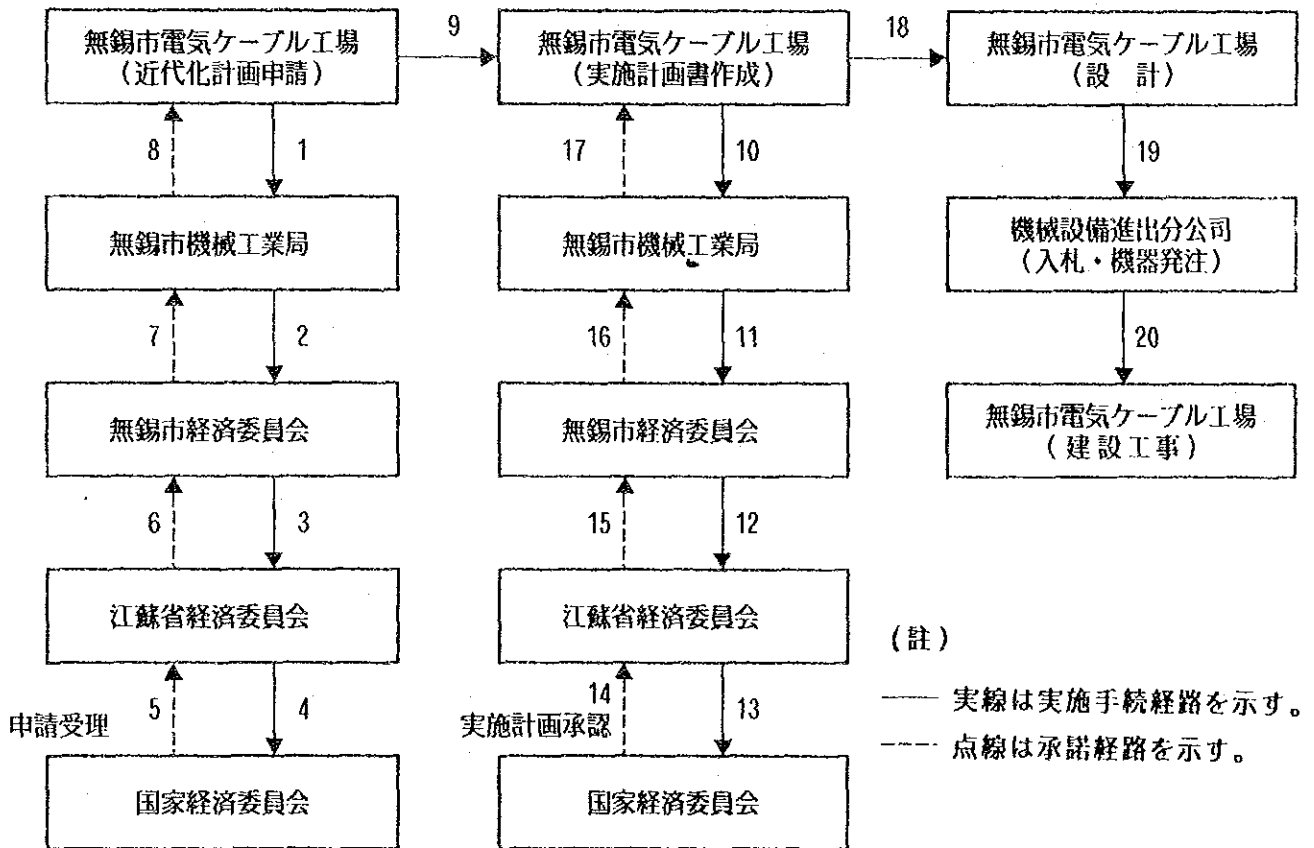 無錫市電気ケーブル工場
(近代化計画申請)
9
無錫市電気ケーブル工場
(実施計画書作成)
18
無錫市電気ケーブル工場
(設 計)
8
1
17
10
19
無錫市機械工業局
無錫市機械工業局
機械設備進出分公司
(入札・機器発注)
7
2
16
11
20
無錫市経済委員会
無錫市経済委員会
無錫市電気ケーブル工場
(建設工事)
6
3
15
12
江蘇省経済委員会
江蘇省経済委員会
(註)
申請受理
5
4
実施計画承認
14
13
実線は実施手続経路を示す。
点線は承諾経路を示す。
国家経済委員会
国家経済委員会